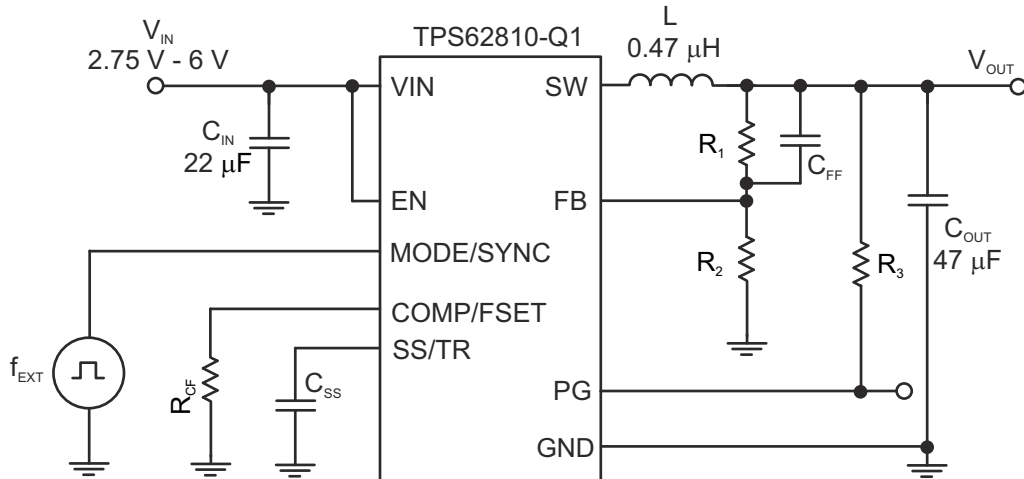 V_IN
2.75 V - 6 V
TPS62810-Q1
L
0.47 μH
V_OUT
VIN
SW
C_IN
22 μF
R_1
C_FF
EN
FB
C_OUT
47 μF
R_2
R_3
MODE/SYNC
COMP/FSET
SS/TR
f_EXT
R_CF
C_SS
PG
GND